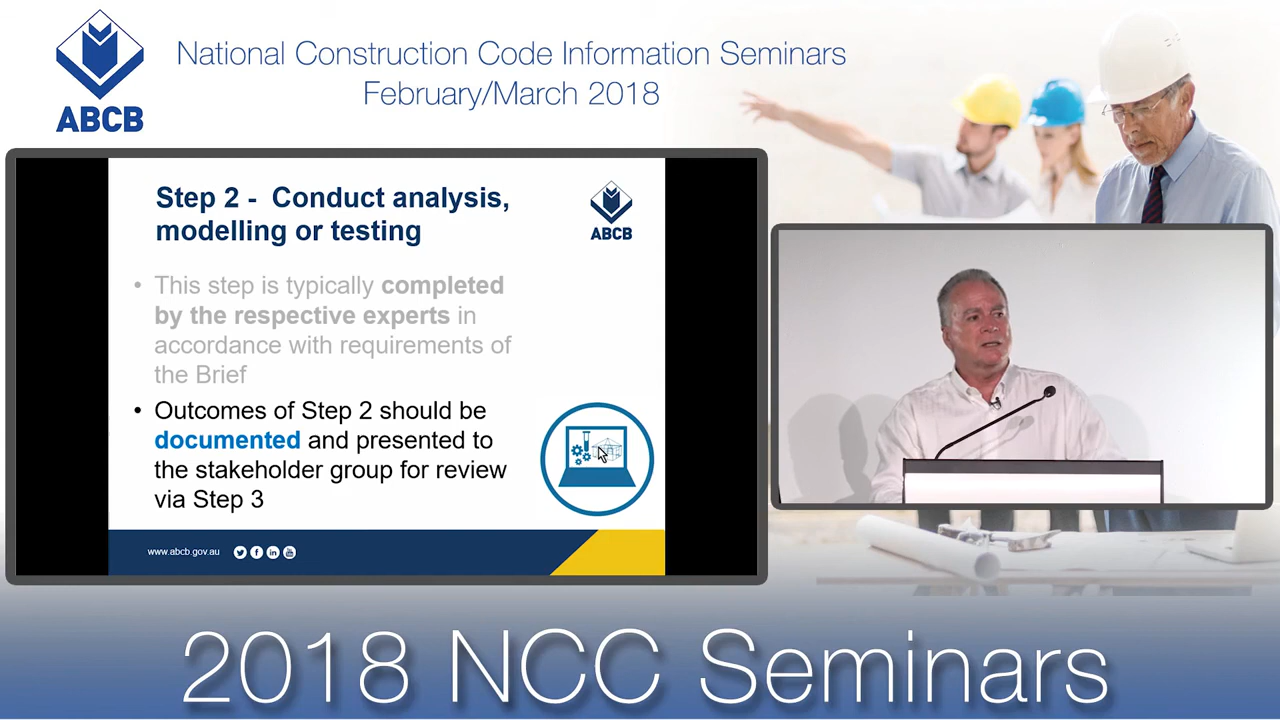 ABCB
National Construction Code Information Seminars
February/March 2018
Step 2 -  Conduct analysis,
modelling or testing
ABCB
• This step is typically completed
by the respective experts in
accordance with requirements of
the Brief
• Outcomes of Step 2 should be
documented and presented to
the stakeholder group for review
via Step 3
www.abcb.gov.au
2018 NCC Seminars